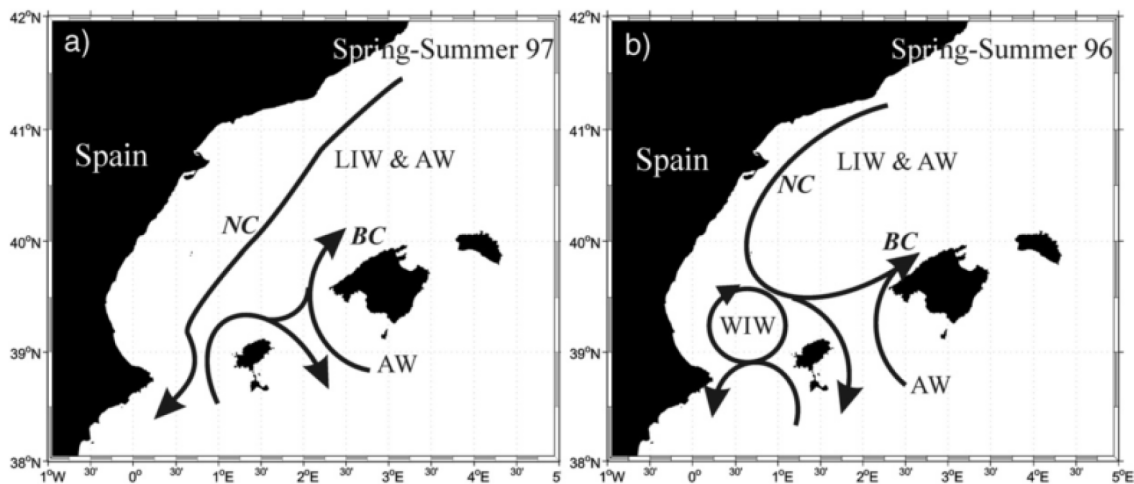 a)
Spring-Summer 97
Spain
LIW & AW
NC
BC
AW
42°N
41°N
40°N
39°N
38°N
1°W
30'
0°
30'
1°E
30'
2°E
30'
3°E
30'
4°E
30'
5
b)
Spring-Summer 96
Spain
LIW & AW
NC
BC
WIW
AW
42°N
41°N
40°N
39°N
38°N
1°W
30'
0°
30'
1°E
30'
2°E
30'
3°E
30'
4°E
30'
5°E